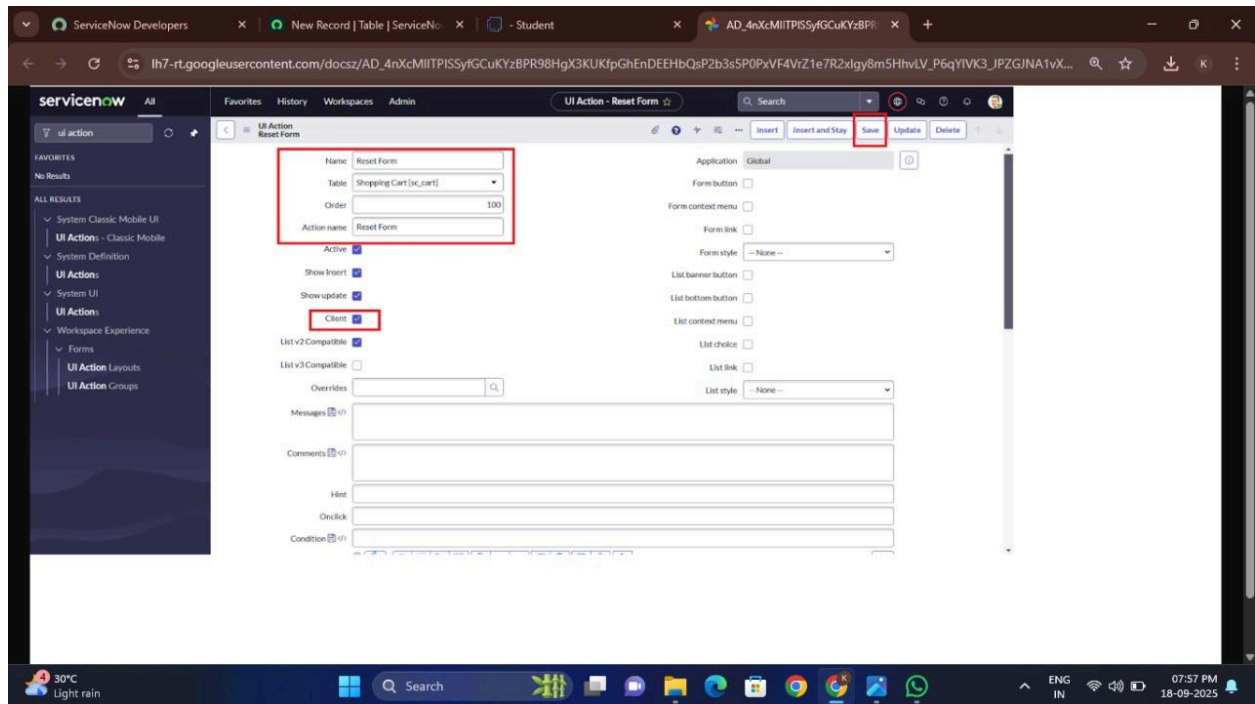 ServiceNow Developers
New Record | Table | ServiceNo
- Student
AD_4nXcMIITPISSyfGCuKYzBPR
lh7-rt.googleusercontent.com/docsz/AD_4nXcMIITPISSyfGCuKYzBPR98HgX3KUKfpGhEnDEEHbQsP2b3s5P0PxVF4VrZ1e7R2xIgy8m5HhvLV_P6qYIVK3_JPZGJNA1vX...
K
servicenow All Favorites History Workspaces Admin UI Action - Reset Form Search
ui action
UI Action
Reset Form
Insert Insert and Stay Save Update Delete
FAVORITES
No Results
ALL RESULTS
System Classic Mobile UI
UI Actions - Classic Mobile
System Definition
UI Actions
System UI
UI Actions
Workspace Experience
Forms
UI Action Layouts
UI Action Groups
Name Reset Form
Table Shopping Cart [sc_cart]
Order 100
Action name Reset Form
Active
Show Insert
Show update
Client
List v2 Compatible
List v3 Compatible
Overrides
Application Global
Form button
Form context menu
Form link
Form style -- None --
List banner button
List bottom button
List context menu
List choice
List link
List style -- None --
Messages
Comments
Hint
Onclick
Condition
4
30°C
Light rain
Search
ENG
IN
07:57 PM
18-09-2025